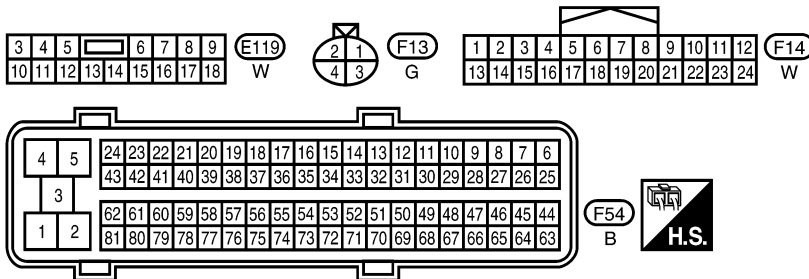 3 4 5 6 7 8 9 E119
10 11 12 13 14 15 16 17 18 W
2 1 F13
4 3 G
1 2 3 4 5 6 7 8 9 10 11 12 F14
13 14 15 16 17 18 19 20 21 22 23 24 W
4 5 24 23 22 21 20 19 18 17 16 15 14 13 12 11 10 9 8 7 6
43 42 41 40 39 38 37 36 35 34 33 32 31 30 29 28 27 26 25
3
1 2 62 61 60 59 58 57 56 55 54 53 52 51 50 49 48 47 46 45 44 F54
81 80 79 78 77 76 75 74 73 72 71 70 69 68 67 66 65 64 63 B
H.S.